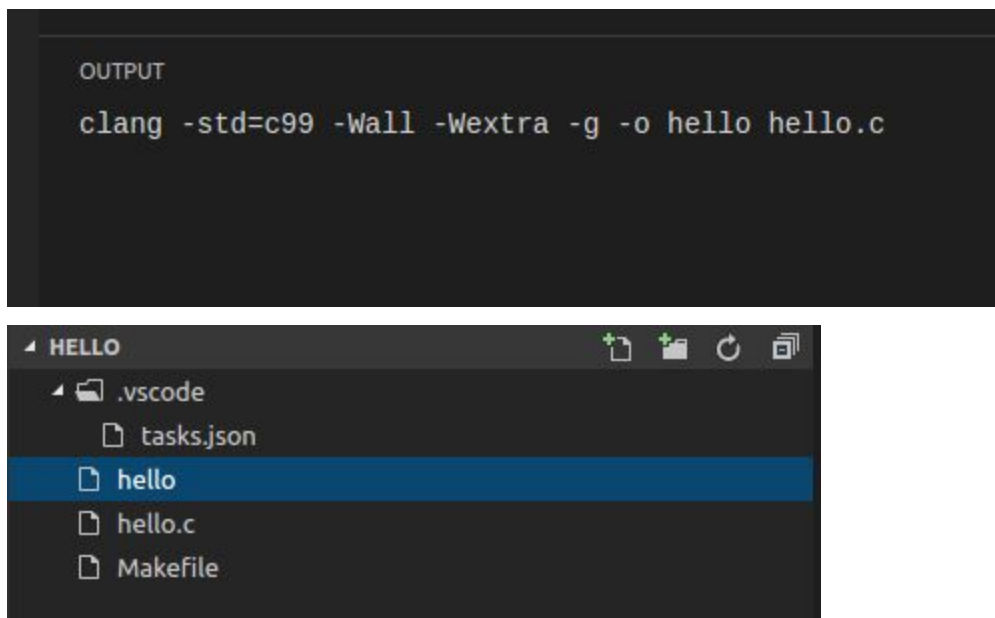 OUTPUT
clang -std=c99 -Wall -Wextra -g -o hello hello.c
HELLO
.vscode
tasks.json
hello
hello.c
Makefile